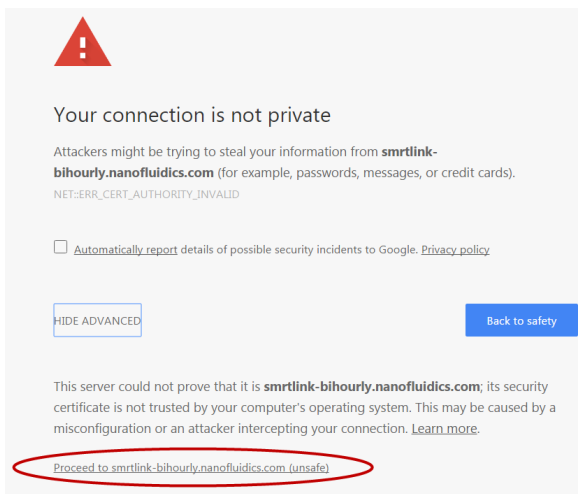 Your connection is not private
Attackers might be trying to steal your information from smrtlink-
bihourly.nanofluidics.com (for example, passwords, messages, or credit cards).
NET::ERR_CERT_AUTHORITY_INVALID
Automatically report details of possible security incidents to Google. Privacy policy
HIDE ADVANCED
Back to safety
This server could not prove that it is smrtlink-bihourly.nanofluidics.com; its security
certificate is not trusted by your computer's operating system. This may be caused by a
misconfiguration or an attacker intercepting your connection. Learn more.
Proceed to smrtlink-bihourly.nanofluidics.com (unsafe)